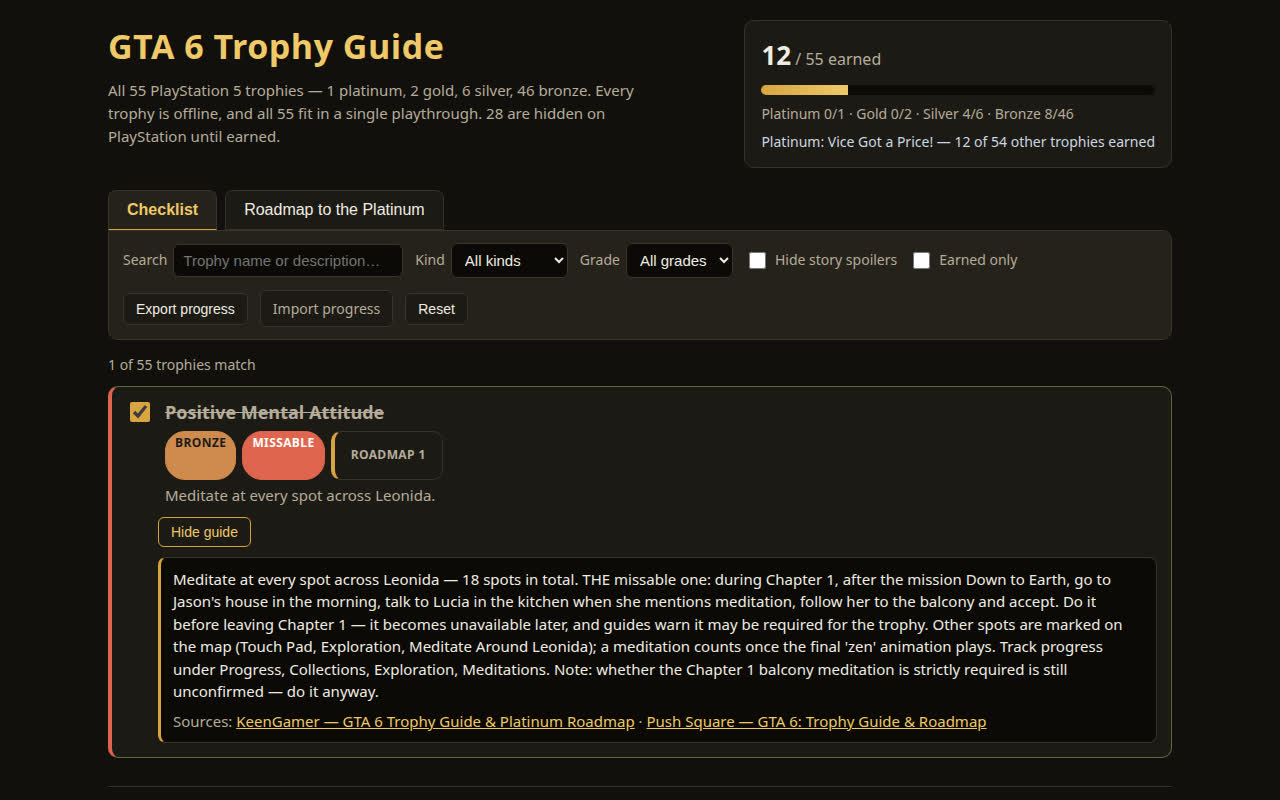 GTA 6 Trophy Guide
All 55 PlayStation 5 trophies — 1 platinum, 2 gold, 6 silver, 46 bronze. Every
trophy is offline, and all 55 fit in a single playthrough. 28 are hidden on
PlayStation until earned.
12 / 55 earned
Platinum 0/1 · Gold 0/2 · Silver 4/6 · Bronze 8/46
Platinum: Vice Got a Price! — 12 of 54 other trophies earned
Checklist
Roadmap to the Platinum
Search
Trophy name or description…
Kind
All kinds
Grade
All grades
Hide story spoilers
Earned only
Export progress
Import progress
Reset
1 of 55 trophies match
Positive Mental Attitude
BRONZE
MISSABLE
ROADMAP 1
Meditate at every spot across Leonida.
Hide guide
Meditate at every spot across Leonida — 18 spots in total. THE missable one: during Chapter 1, after the mission Down to Earth, go to
Jason's house in the morning, talk to Lucia in the kitchen when she mentions meditation, follow her to the balcony and accept. Do it
before leaving Chapter 1 — it becomes unavailable later, and guides warn it may be required for the trophy. Other spots are marked on
the map (Touch Pad, Exploration, Meditate Around Leonida); a meditation counts once the final 'zen' animation plays. Track progress
under Progress, Collections, Exploration, Meditations. Note: whether the Chapter 1 balcony meditation is strictly required is still
unconfirmed — do it anyway.
Sources: KeenGamer — GTA 6 Trophy Guide & Platinum Roadmap · Push Square — GTA 6: Trophy Guide & Roadmap